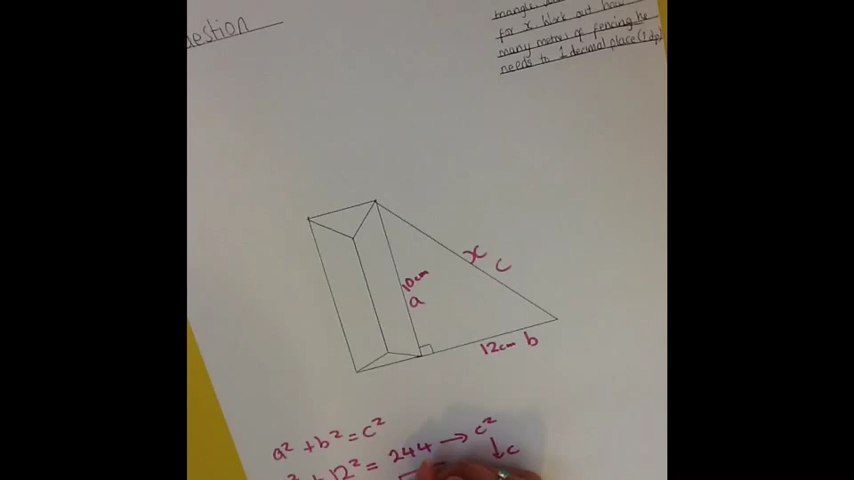 triangle,
for x. Work out how
many metres of fencing he
needs to 1 decimal place (1dp)
x
c
10cm
a
12cm b
a² + b² = c²
12² = 244 → c²
↓ c